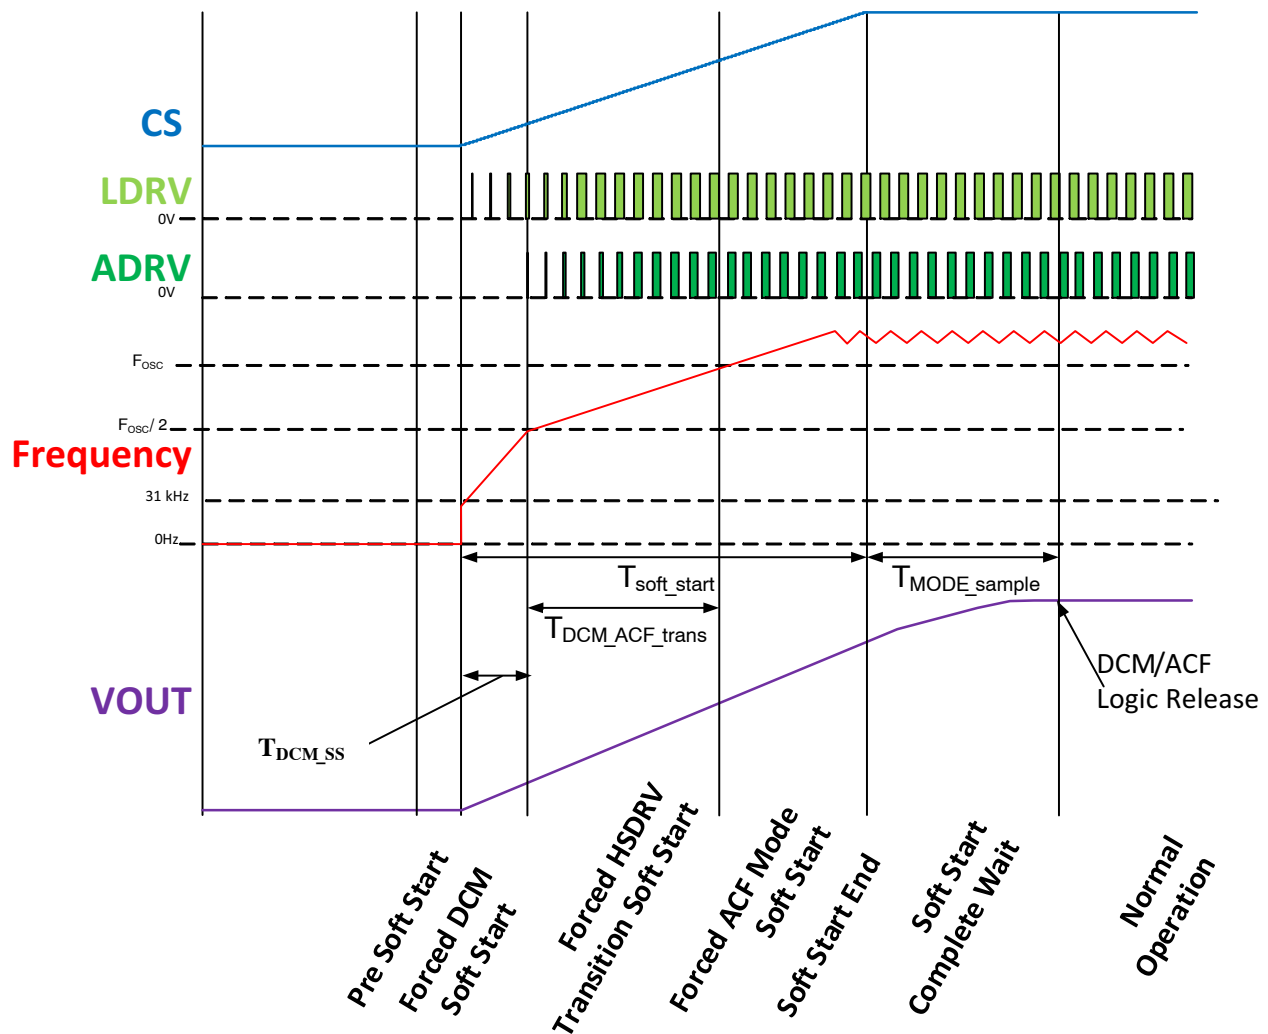 CS
LDRV
0V
ADRV
0V
FOSC
FOSC/ 2
Frequency
31 kHz
0Hz
Tsoft_start
TMODE_sample
TDCM_ACF_trans
DCM/ACF
Logic Release
VOUT
TDCM_SS
Pre Soft Start
Forced DCM
Soft Start
Forced HSDRV
Transition Soft Start
Forced ACF Mode
Soft Start
Soft Start End
Soft Start
Complete Wait
Normal
Operation